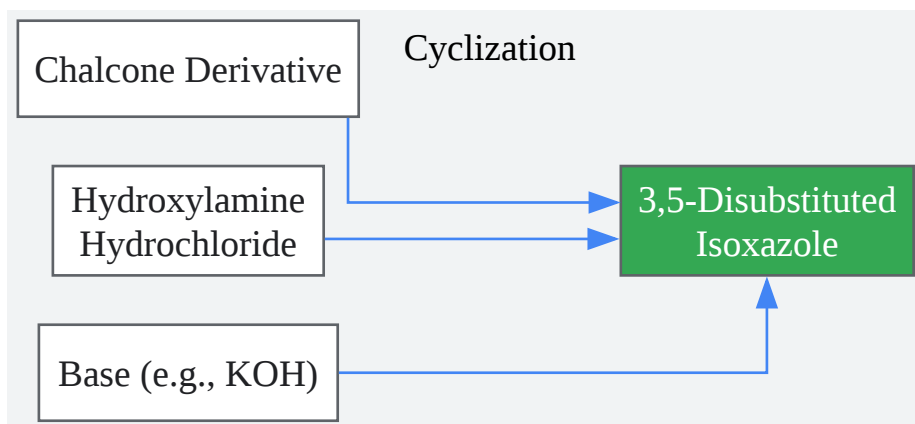 Cyclization
Chalcone Derivative
Hydroxylamine
Hydrochloride
3,5-Disubstituted
Isoxazole
Base (e.g., KOH)